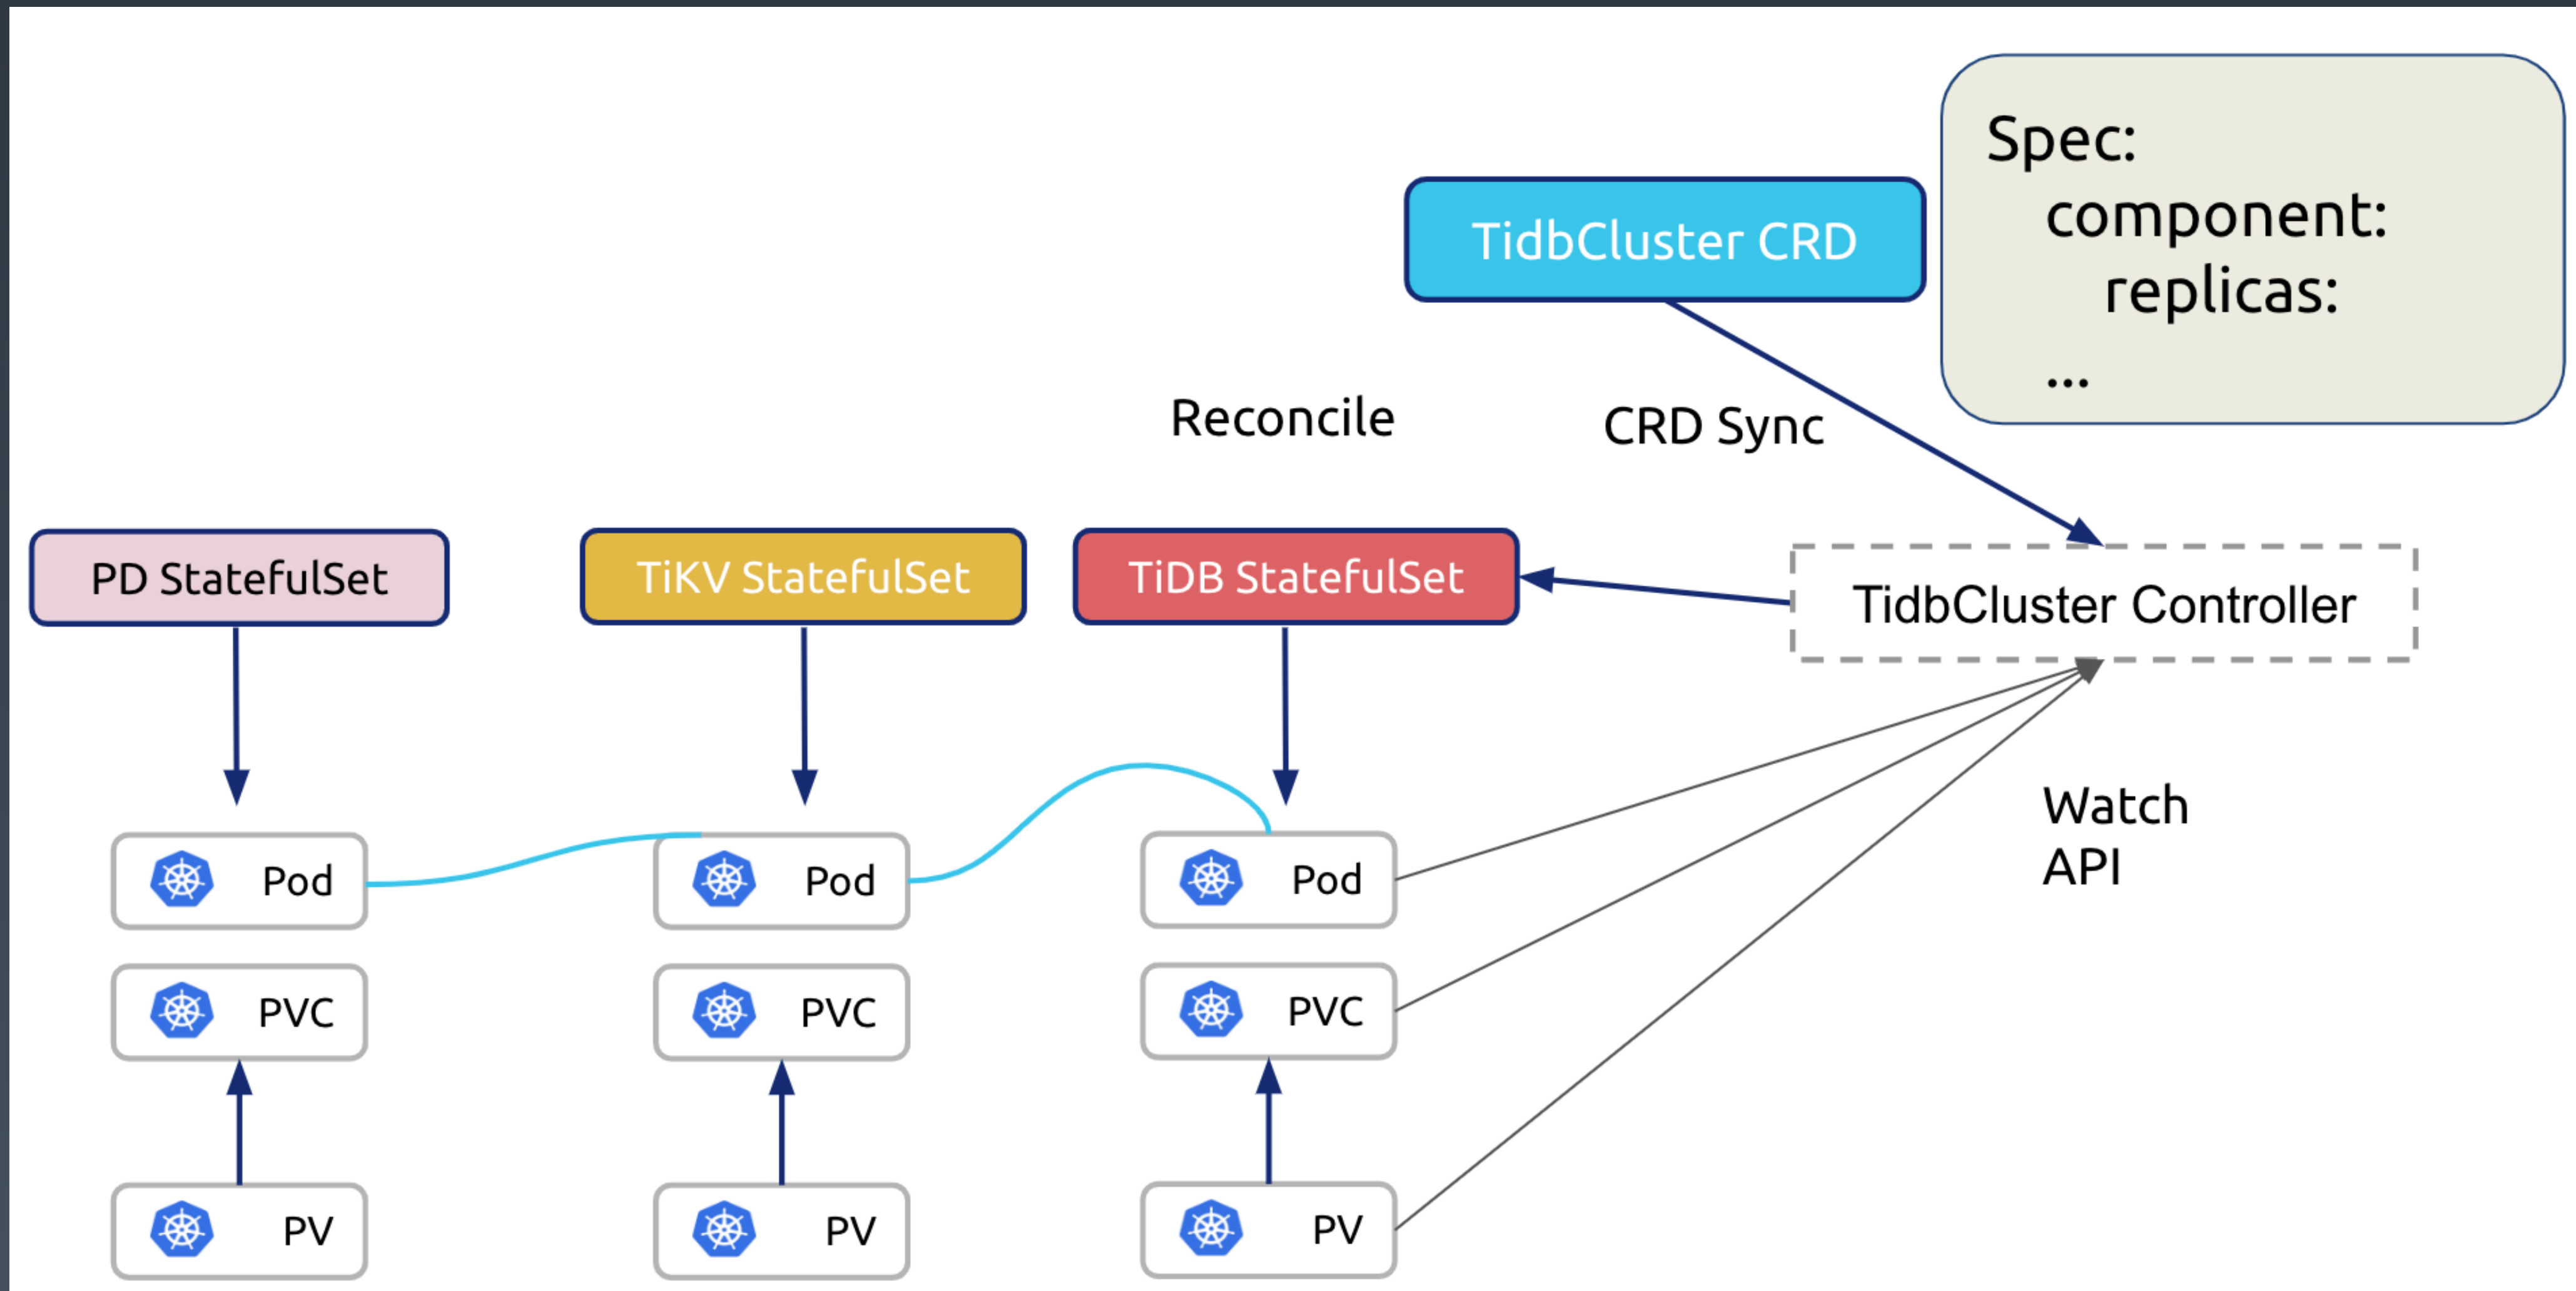 Spec:
component:
replicas:
...
TidbCluster CRD
Reconcile
CRD Sync
PD StatefulSet
TiKV StatefulSet
TiDB StatefulSet
TidbCluster Controller
Watch
API
Pod
Pod
Pod
PVC
PVC
PVC
PV
PV
PV